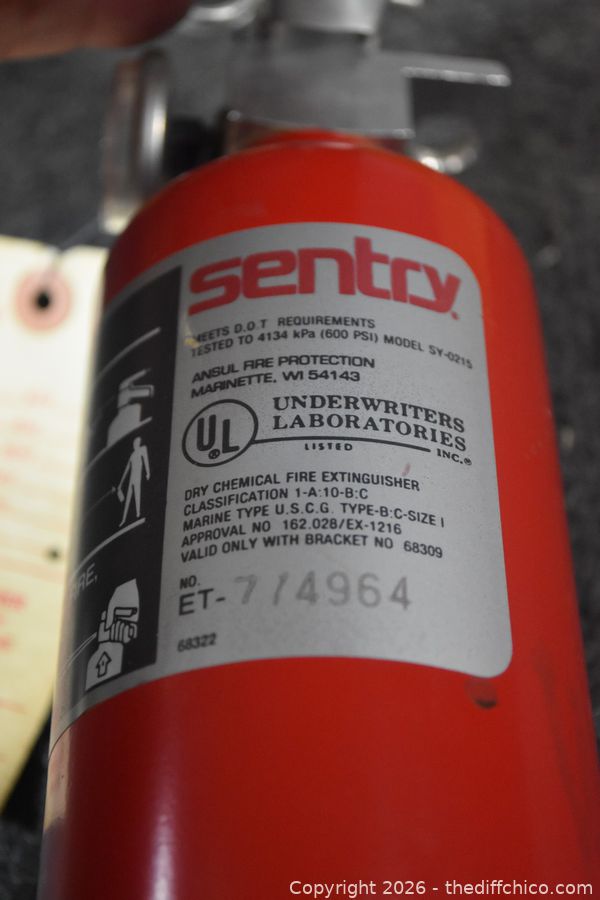 sentry.
MEETS D.O.T REQUIREMENTS
TESTED TO 4134 kPa (600 PSI) MODEL SY-0215
ANSUL FIRE PROTECTION
MARINETTE, WI 54143
UL
UNDERWRITERS
LABORATORIES
LISTED INC.®
DRY CHEMICAL FIRE EXTINGUISHER
CLASSIFICATION 1-A:10-B:C
MARINE TYPE U.S.C.G. TYPE-B:C-SIZE I
APPROVAL NO 162.028/EX-1216
VALID ONLY WITH BRACKET NO 68309
NO.
ET-774964
68322
FIRE,
Copyright 2026 - thediffchico.com